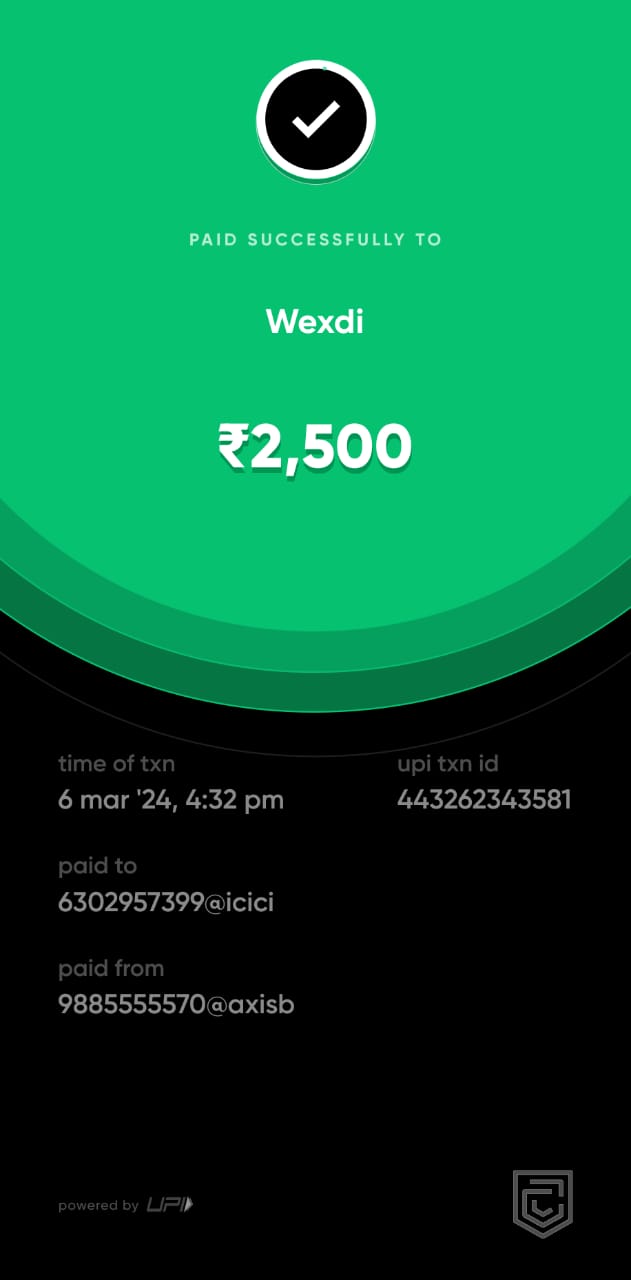 PAID SUCCESSFULLY TO
Wexdi
₹2,500
time of txn
6 mar '24, 4:32 pm
upi txn id
443262343581
paid to
6302957399@icici
paid from
9885555570@axisb
powered by UPI